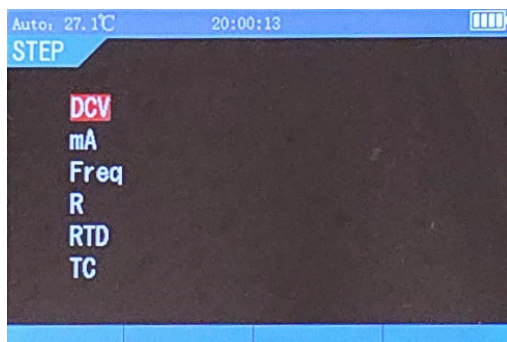 Auto: 27.1℃ 20:00:13
STEP
DCV
mA
Freq
R
RTD
TC